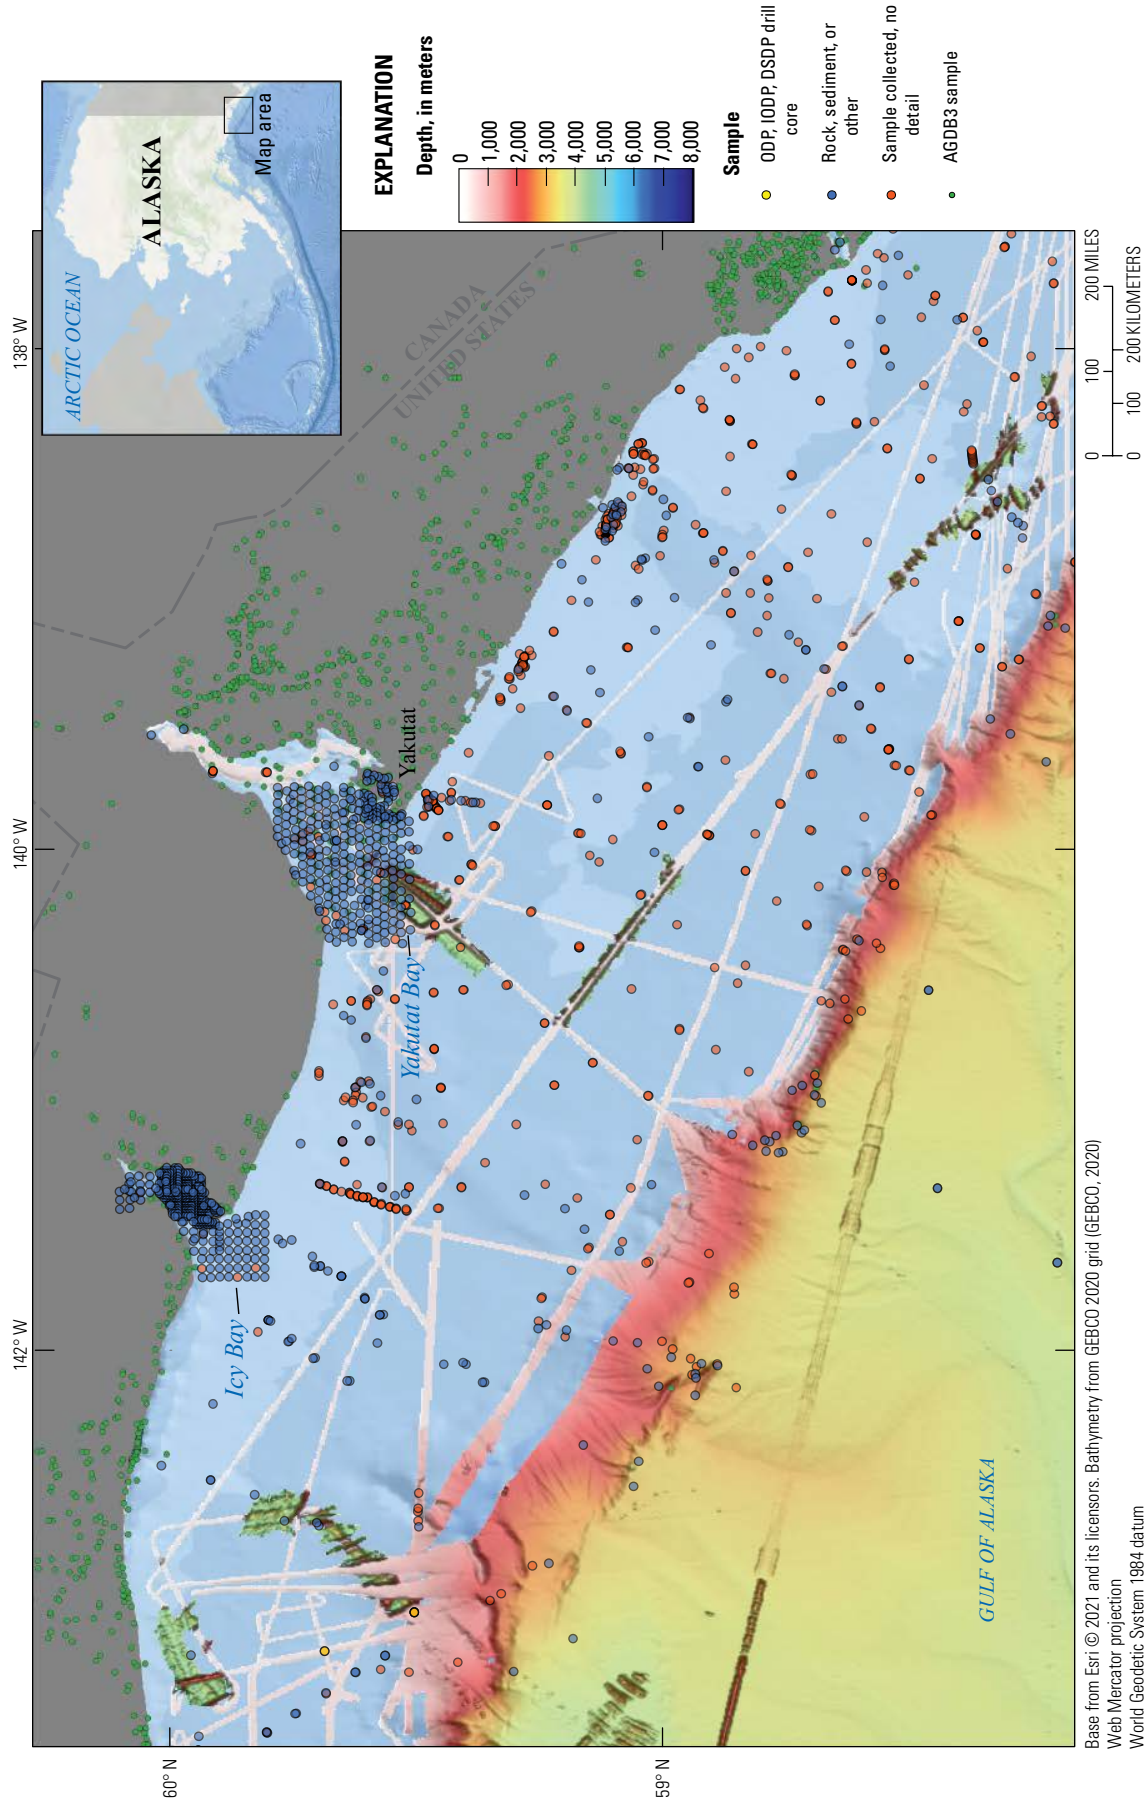 142° W
140° W
138° W
60° N
59° N
ARCTIC OCEAN
ALASKA
Map area
CANADA
UNITED STATES
Icy Bay
Yakutat Bay
Yakutat
GULF OF ALASKA
EXPLANATION
Depth, in meters
0
1,000
2,000
3,000
4,000
5,000
6,000
7,000
8,000
Sample
ODP, IODP, DSDP drill
core
Rock, sediment, or
other
Sample collected, no
detail
AGDB3 sample
Base from Esri © 2021 and its licensors. Bathymetry from GEBCO 2020 grid (GEBCO, 2020)
Web Mercator projection
World Geodetic System 1984 datum
0 100 200 MILES
0 100 200 KILOMETERS